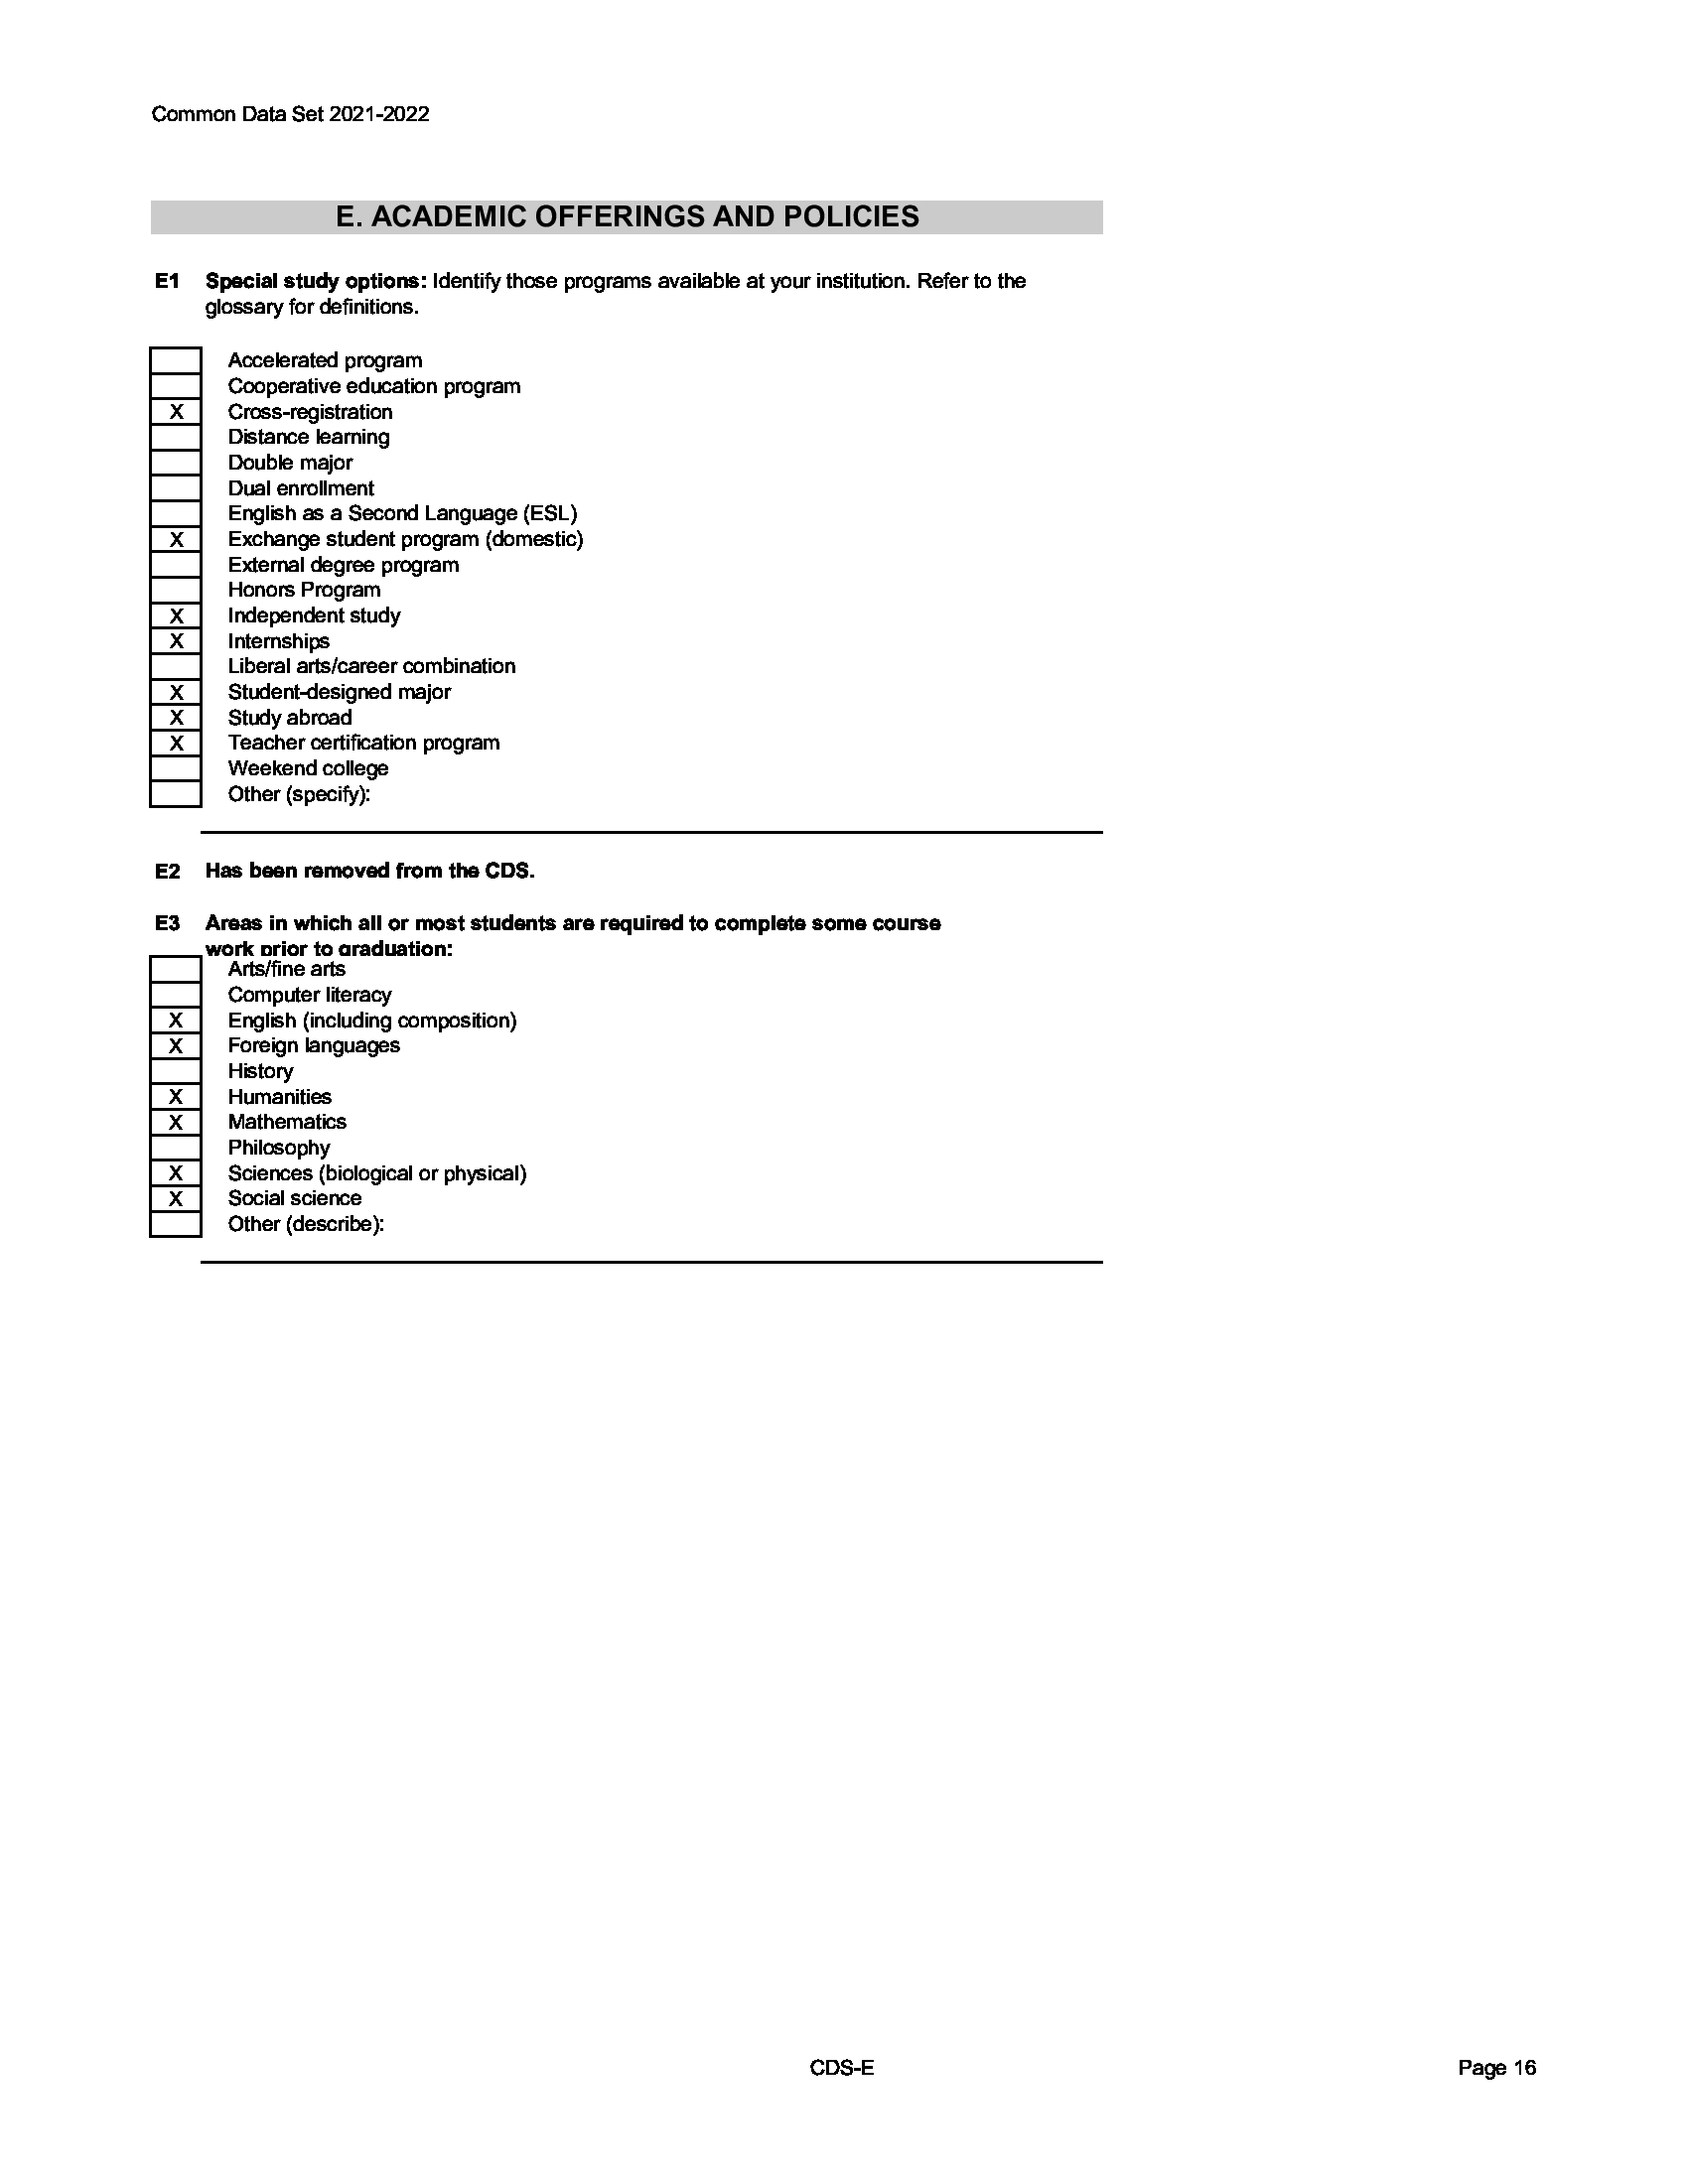 Common Data Set 2021-2022
E. ACADEMIC OFFERINGS AND POLICIES
E1 Special study options: Identify those programs available at your institution. Refer to the
glossary for definitions.
Accelerated program
Cooperative education program
X Cross-registration
Distance learning
Double major
Dual enrollment
English as a Second Language (ESL)
X Exchange student program (domestic)
External degree program
Honors Program
X Independent study
X Internships
Liberal arts/career combination
X Student-designed major
X Study abroad
X Teacher certification program
Weekend college
Other (specify):
E2 Has been removed from the CDS.
E3 Areas in which all or most students are required to complete some course
work prior to graduation:
Arts/fine arts
Computer literacy
X English (including composition)
X Foreign languages
History
X Humanities
X Mathematics
Philosophy
X Sciences (biological or physical)
X Social science
Other (describe):
CDS-E Page 16